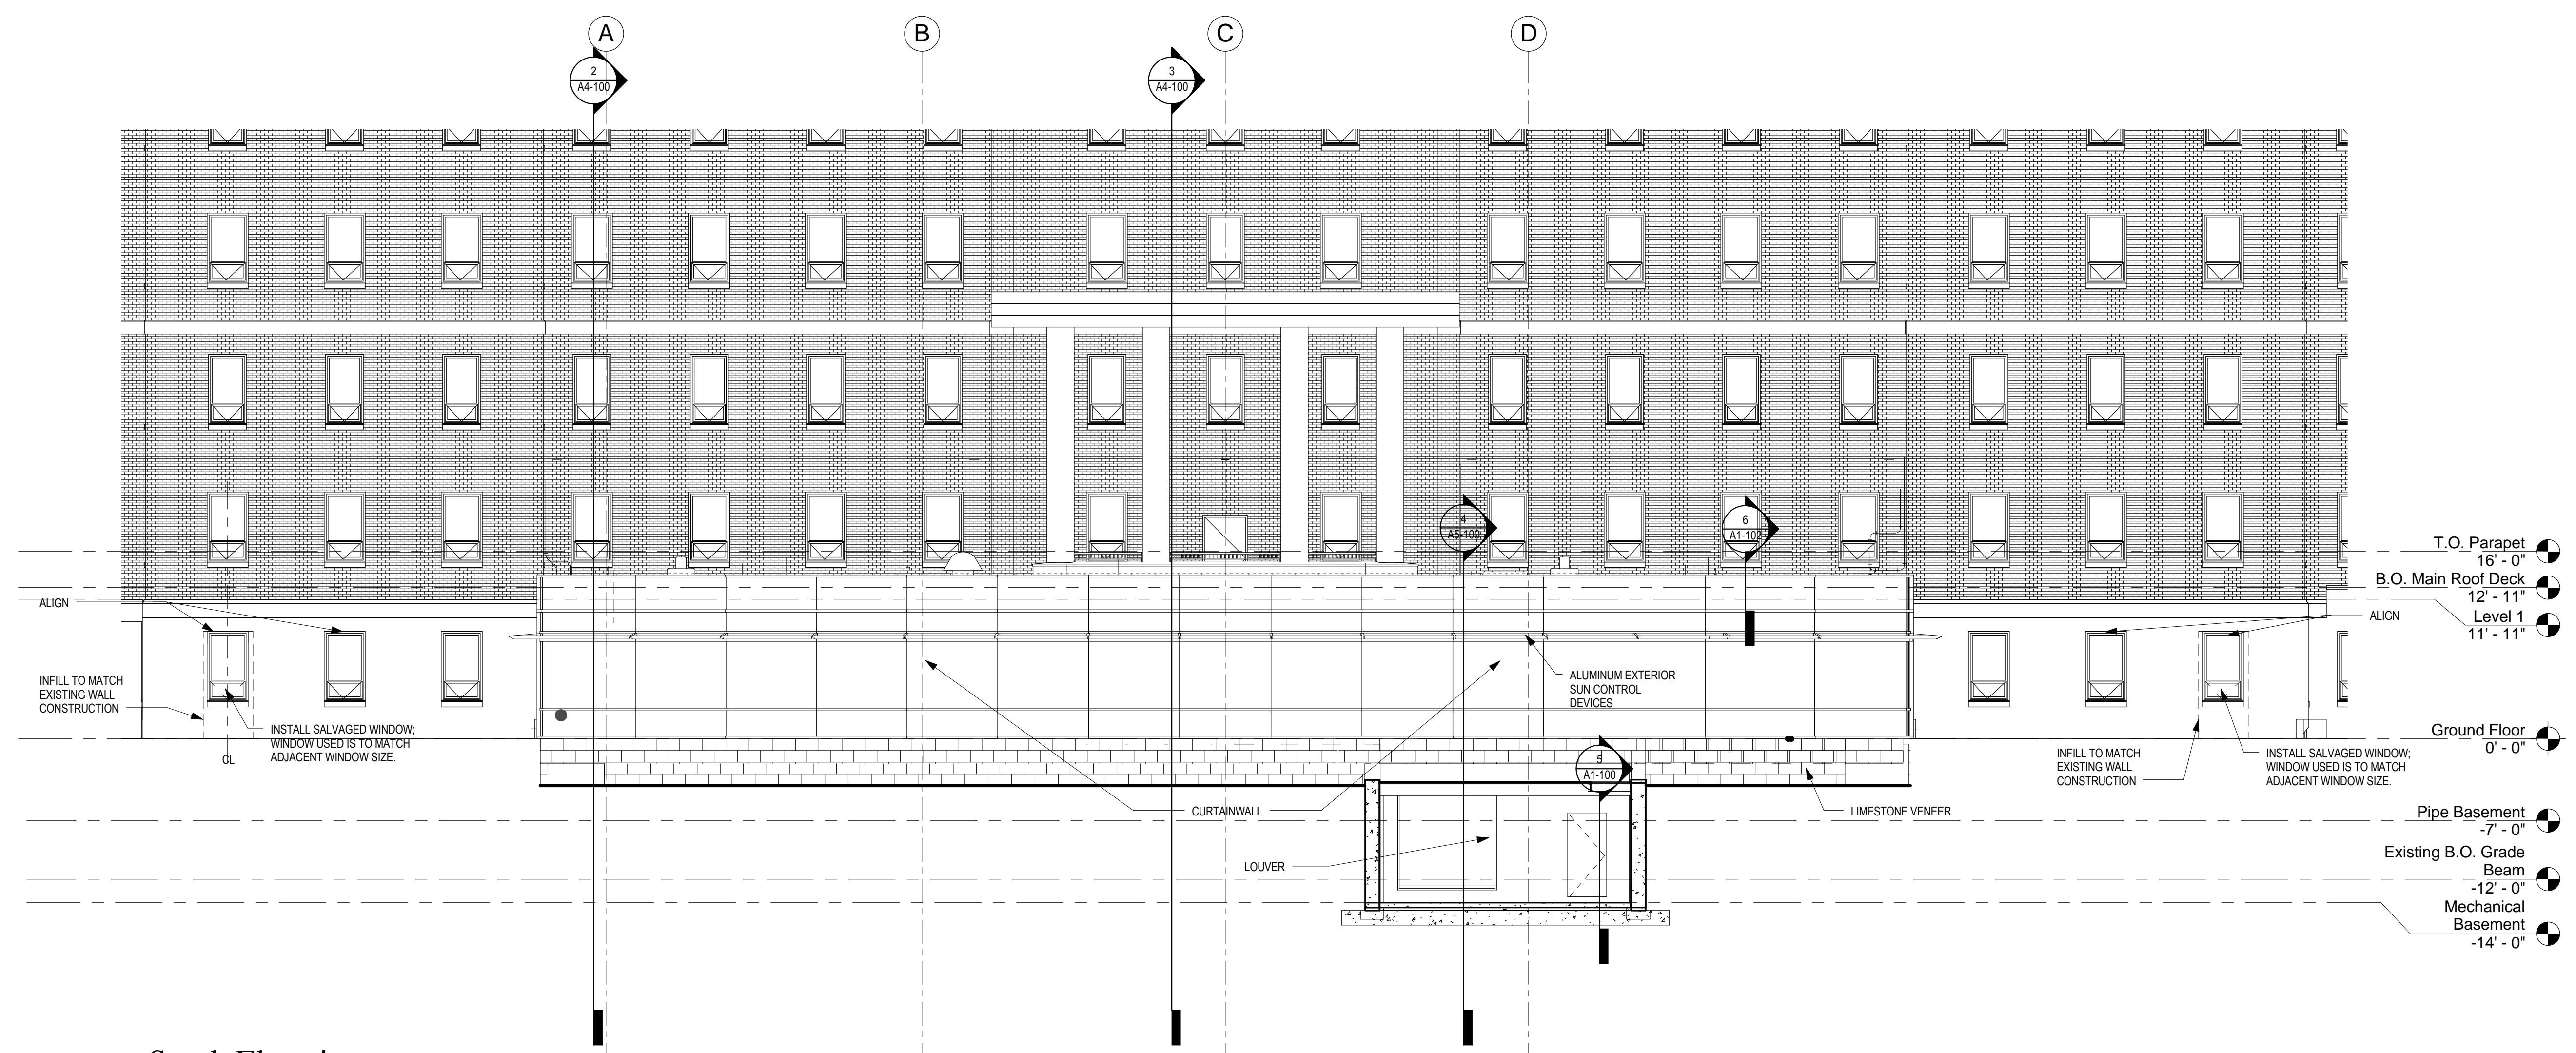 A
B
C
D
2
A4-100
3
A4-100
4
A5-100
6
A1-102
T.O. Parapet
16' - 0"
B.O. Main Roof Deck
12' - 11"
Level 1
11' - 11"
ALIGN
ALIGN
INFILL TO MATCH
EXISTING WALL
CONSTRUCTION
INSTALL SALVAGED WINDOW;
WINDOW USED IS TO MATCH
ADJACENT WINDOW SIZE.
CL
ALUMINUM EXTERIOR
SUN CONTROL
DEVICES
Ground Floor
0' - 0"
INFILL TO MATCH
EXISTING WALL
CONSTRUCTION
INSTALL SALVAGED WINDOW;
WINDOW USED IS TO MATCH
ADJACENT WINDOW SIZE.
5
A1-100
CURTAINWALL
LIMESTONE VENEER
LOUVER
Pipe Basement
-7' - 0"
Existing B.O. Grade
Beam
-12' - 0"
Mechanical
Basement
-14' - 0"